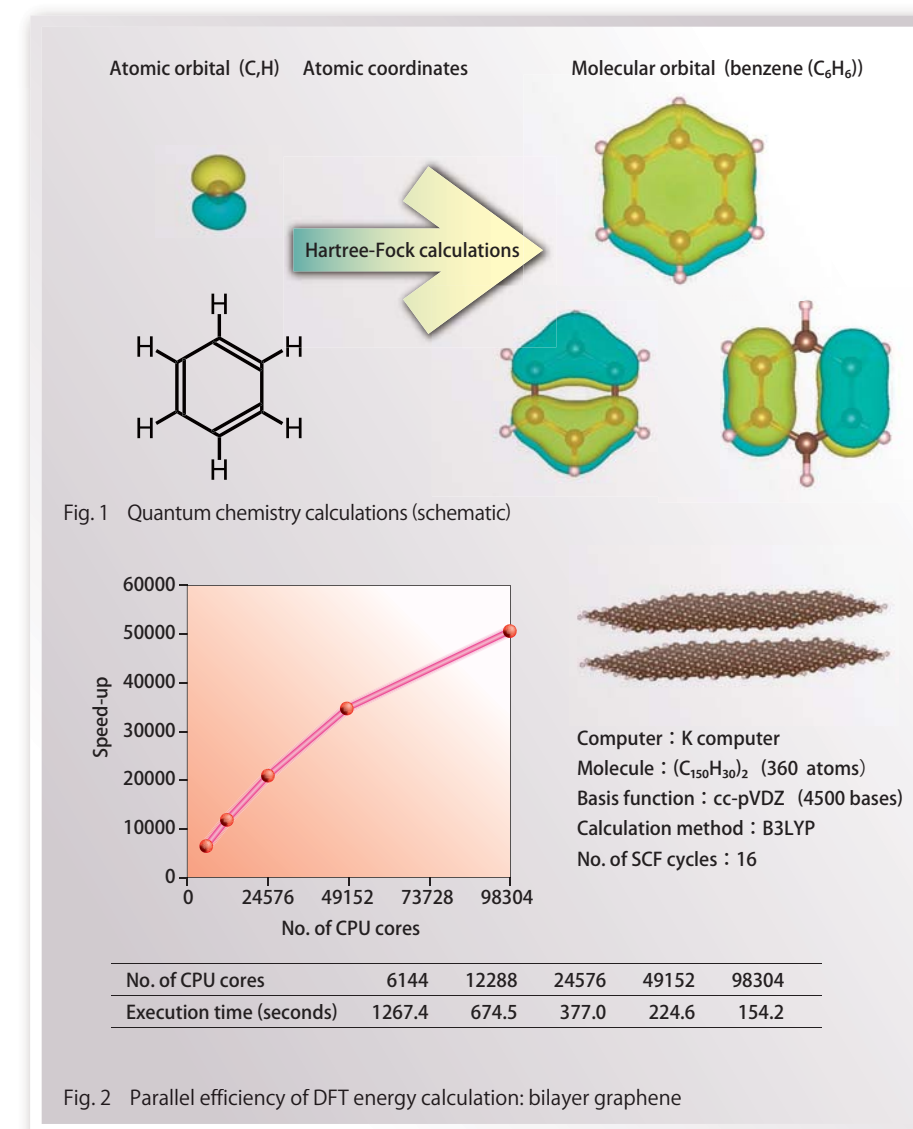 Atomic orbital (C,H) Atomic coordinates Molecular orbital (benzene (C₆H₆))
Hartree-Fock calculations
H
H H
H H
H
Fig. 1 Quantum chemistry calculations (schematic)
60000
50000
40000
30000
20000
10000
0
Speed-up
0 24576 49152 73728 98304
No. of CPU cores
Computer：K computer
Molecule：(C₁₅₀H₃₀)₂ (360 atoms)
Basis function：cc-pVDZ (4500 bases)
Calculation method：B3LYP
No. of SCF cycles：16
No. of CPU cores 6144 12288 24576 49152 98304
Execution time (seconds) 1267.4 674.5 377.0 224.6 154.2
Fig. 2 Parallel efficiency of DFT energy calculation: bilayer graphene